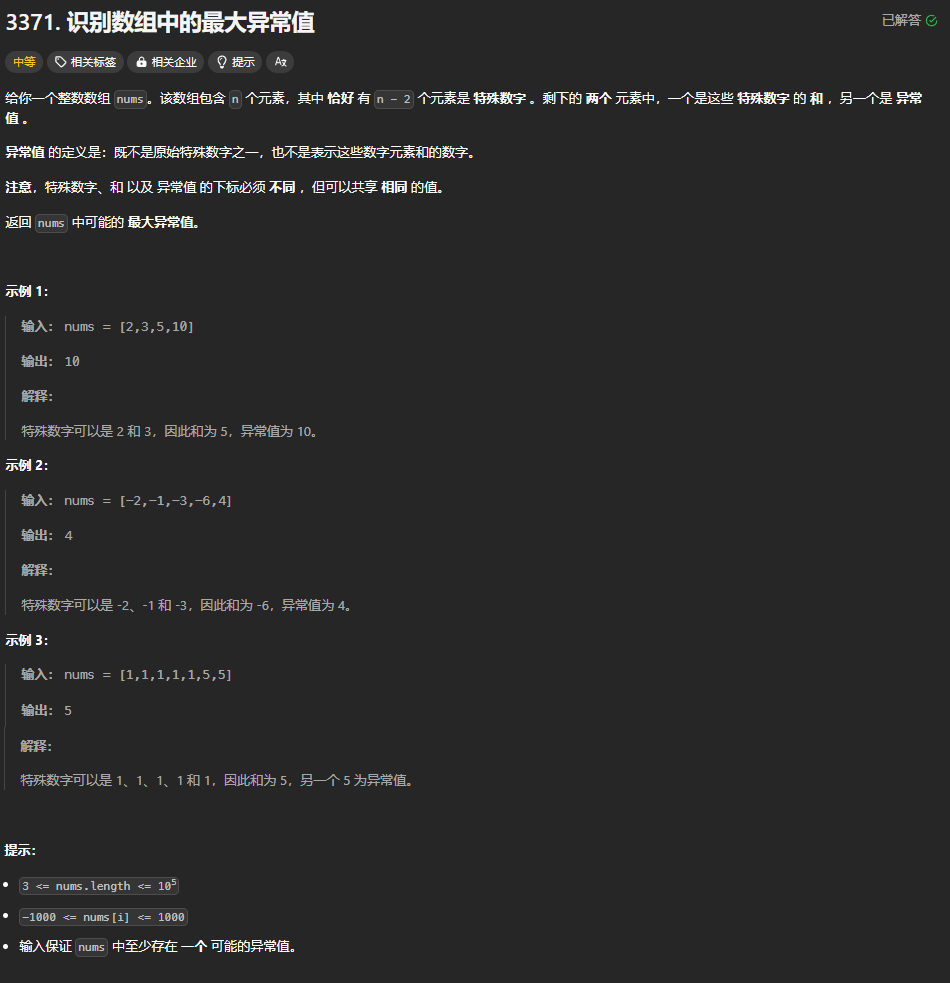 3371. 识别数组中的最大异常值
已解答
中等 相关标签 相关企业 提示 Aあ
给你一个整数数组 nums。该数组包含 n 个元素，其中 恰好 有 n - 2 个元素是 特殊数字 。剩下的 两个 元素中，一个是这些 特殊数字 的 和 ，另一个是 异常
值 。
异常值 的定义是：既不是原始特殊数字之一，也不是表示这些数字元素和的数字。
注意，特殊数字、和 以及 异常值 的下标必须 不同 ，但可以共享 相同 的值。
返回 nums 中可能的 最大异常值。
示例 1：
输入： nums = [2,3,5,10]
输出： 10
解释：
特殊数字可以是 2 和 3，因此和为 5，异常值为 10。
示例 2：
输入： nums = [-2,-1,-3,-6,4]
输出： 4
解释：
特殊数字可以是 -2、-1 和 -3，因此和为 -6，异常值为 4。
示例 3：
输入： nums = [1,1,1,1,1,5,5]
输出： 5
解释：
特殊数字可以是 1、1、1、1 和 1，因此和为 5，另一个 5 为异常值。
提示：
3 <= nums.length <= 10⁵
-1000 <= nums[i] <= 1000
输入保证 nums 中至少存在 一个 可能的异常值。